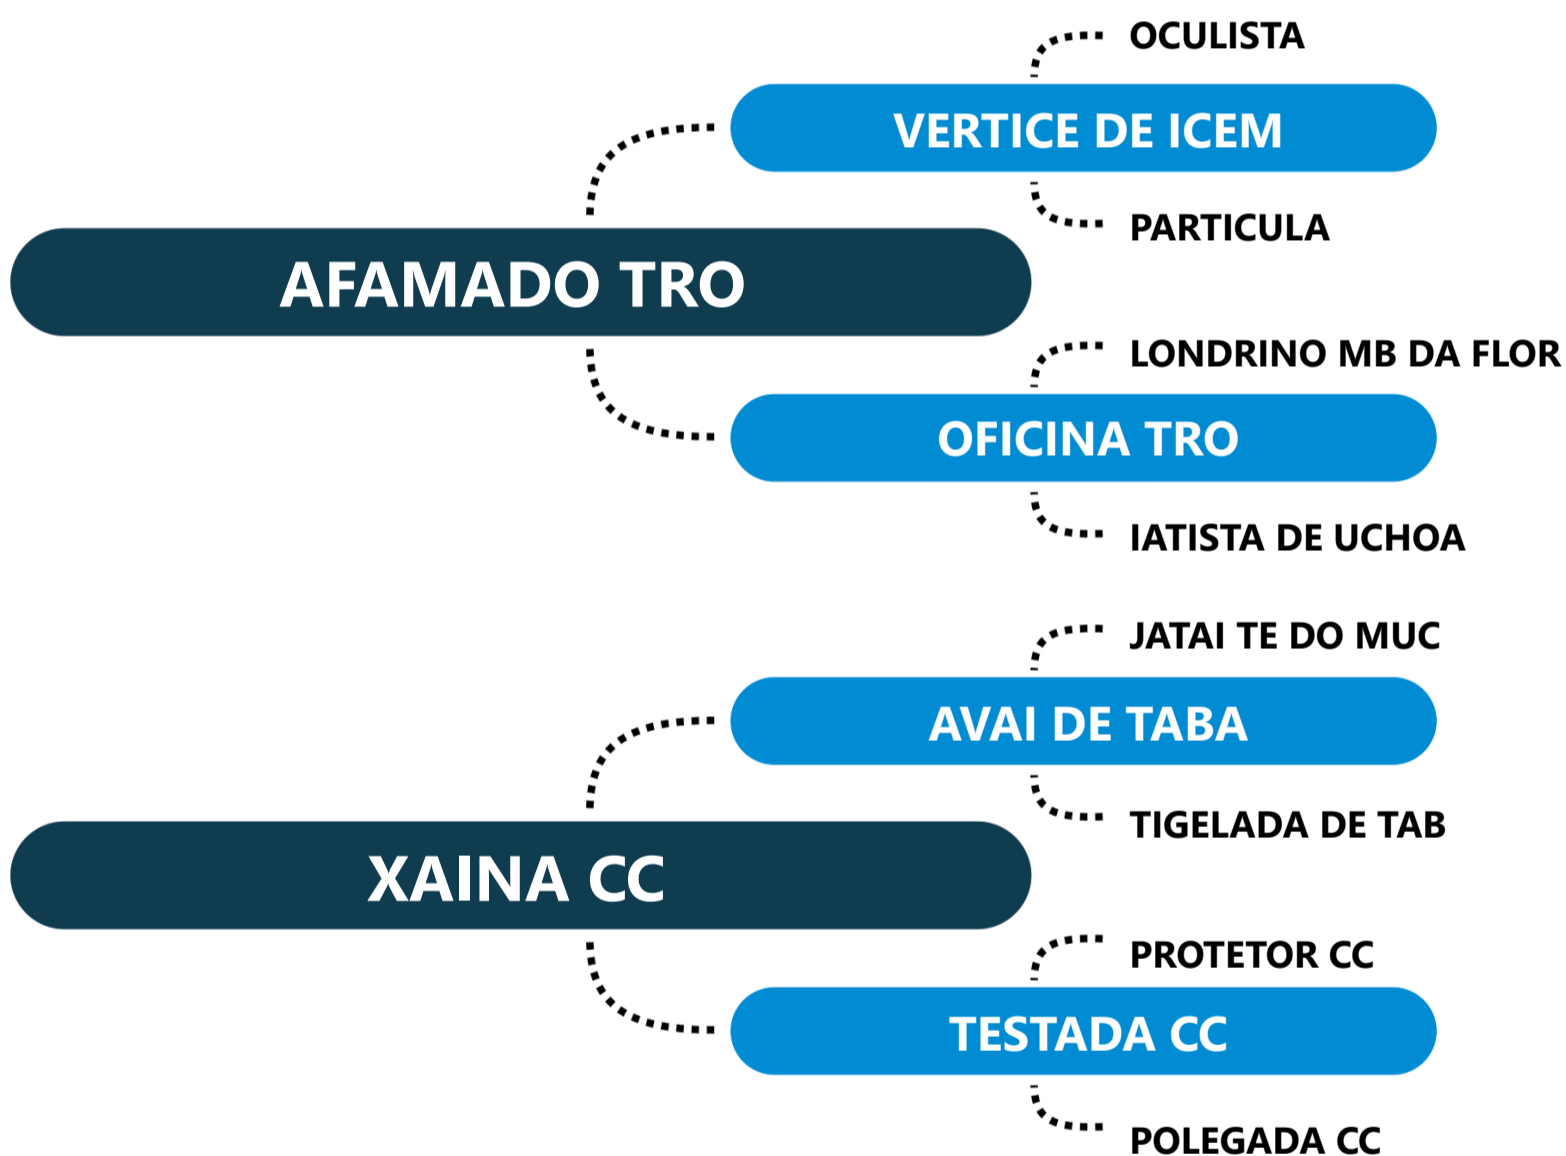 OCULISTA
VERTICE DE ICEM
PARTICULA
AFAMADO TRO
LONDRINO MB DA FLOR
OFICINA TRO
IATISTA DE UCHOA
JATAI TE DO MUC
AVAI DE TABA
TIGELADA DE TAB
XAINA CC
PROTETOR CC
TESTADA CC
POLEGADA CC